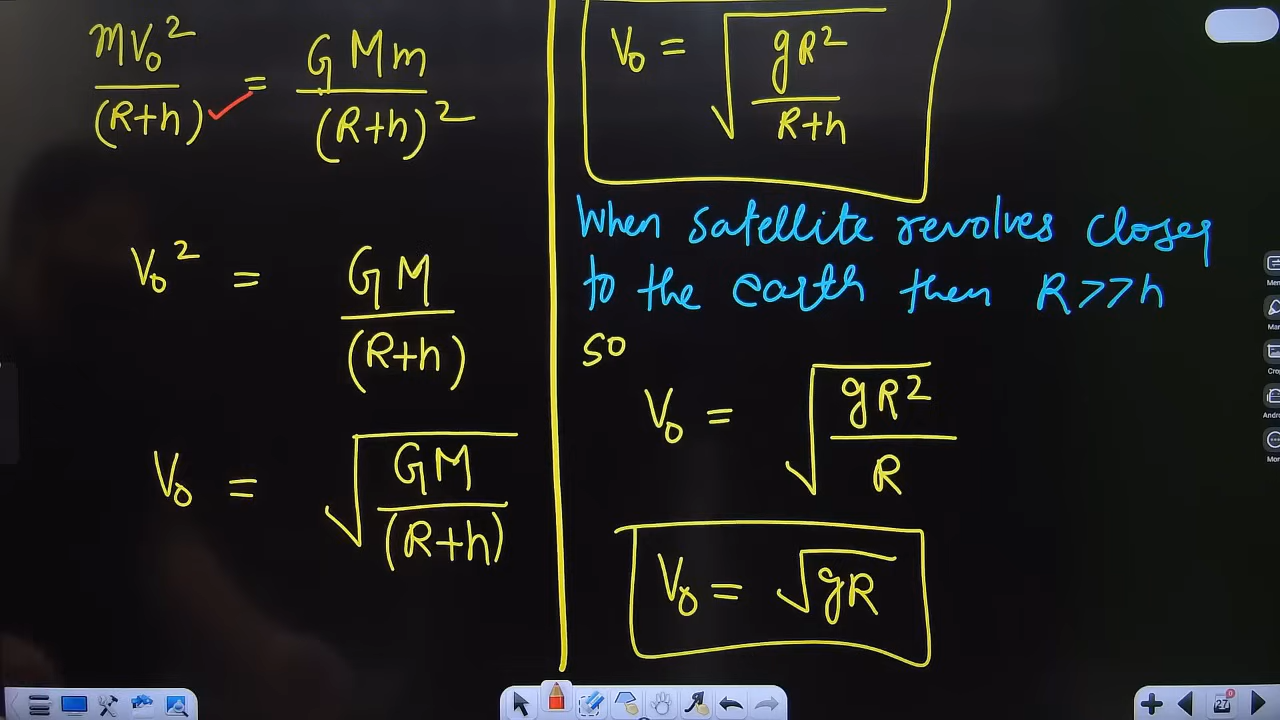 mV₀² / (R+h) = GMm / (R+h)²
V₀² = GM / (R+h)
V₀ = √(GM / (R+h))
V₀ = √(gR² / (R+h))
When satellite revolves closer
to the earth then R>>h
so
V₀ = √(gR² / R)
V₀ = √gR
27